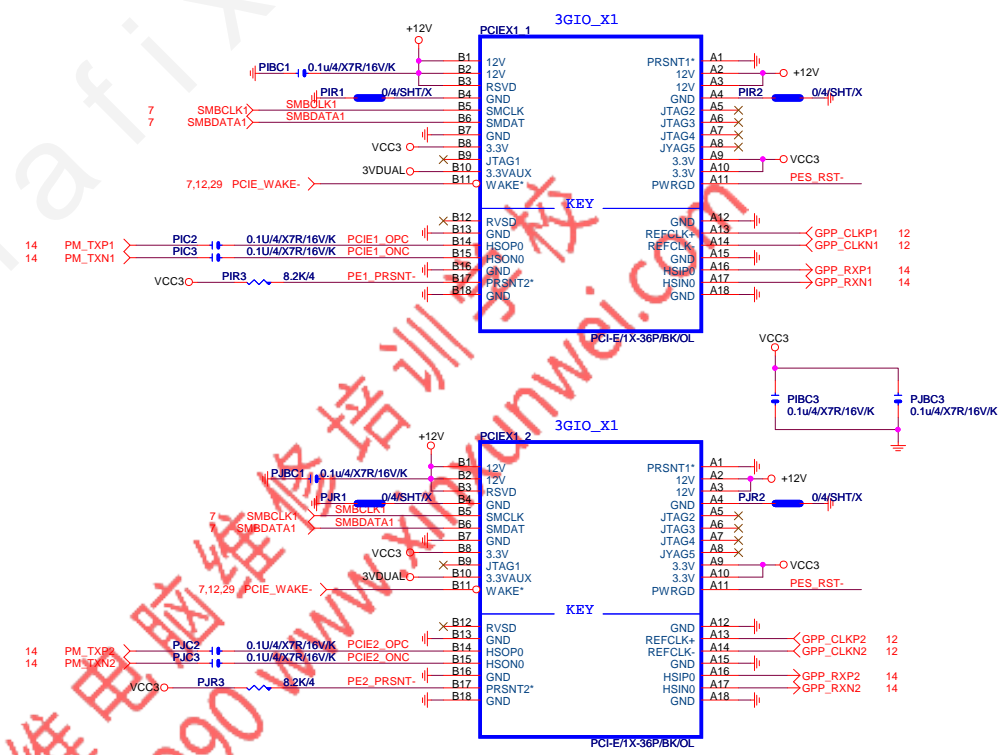 3GIO_X1
PCIEX1_1
+12V
PIBC1 0.1u/4/X7R/16V/K
PIR1 0/4/SHT/X
7 SMBCLK1 SMBCLK1
7 SMBDATA1 SMBDATA1
VCC3
3VDUAL
7,12,29 PCIE_WAKE-
14 PM_TXP1 PIC2 0.1U/4/X7R/16V/K PCIE1_OPC
14 PM_TXN1 PIC3 0.1U/4/X7R/16V/K PCIE1_ONC
VCC3 PIR3 8.2K/4 PE1_PRSNT-
B1 12V PRSNT1* A1
B2 12V 12V A2 +12V
B3 RSVD 12V A3
B4 GND GND A4 PIR2 0/4/SHT/X
B5 SMCLK JTAG2 A5
B6 SMDAT JTAG3 A6
B7 GND JTAG4 A7
B8 3.3V JYAG5 A8
B9 JTAG1 3.3V A9 VCC3
B10 3.3VAUX 3.3V A10
B11 WAKE* PWRGD A11 PES_RST-
KEY
B12 RVSD GND A12
B13 GND REFCLK+ A13 GPP_CLKP1 12
B14 HSOP0 REFCLK- A14 GPP_CLKN1 12
B15 HSON0 GND A15
B16 GND HSIP0 A16 GPP_RXP1 14
B17 PRSNT2* HSIN0 A17 GPP_RXN1 14
B18 GND GND A18
PCI-E/1X-36P/BK/OL
VCC3
PIBC3 0.1u/4/X7R/16V/K
PJBC3 0.1u/4/X7R/16V/K
3GIO_X1
PCIEX1_2
+12V
PJBC1 0.1u/4/X7R/16V/K
PJR1 0/4/SHT/X
7 SMBCLK1 SMBCLK1
7 SMBDATA1 SMBDATA1
VCC3
3VDUAL
7,12,29 PCIE_WAKE-
14 PM_TXP2 PJC2 0.1U/4/X7R/16V/K PCIE2_OPC
14 PM_TXN2 PJC3 0.1U/4/X7R/16V/K PCIE2_ONC
VCC3 PJR3 8.2K/4 PE2_PRSNT-
B1 12V PRSNT1* A1
B2 12V 12V A2 +12V
B3 RSVD 12V A3
B4 GND GND A4 PJR2 0/4/SHT/X
B5 SMCLK JTAG2 A5
B6 SMDAT JTAG3 A6
B7 GND JTAG4 A7
B8 3.3V JYAG5 A8
B9 JTAG1 3.3V A9 VCC3
B10 3.3VAUX 3.3V A10
B11 WAKE* PWRGD A11 PES_RST-
KEY
B12 RVSD GND A12
B13 GND REFCLK+ A13 GPP_CLKP2 12
B14 HSOP0 REFCLK- A14 GPP_CLKN2 12
B15 HSON0 GND A15
B16 GND HSIP0 A16 GPP_RXP2 14
B17 PRSNT2* HSIN0 A17 GPP_RXN2 14
B18 GND GND A18
PCI-E/1X-36P/BK/OL
维电脑维修培训学校
090 www.xinxunwei.com
afix